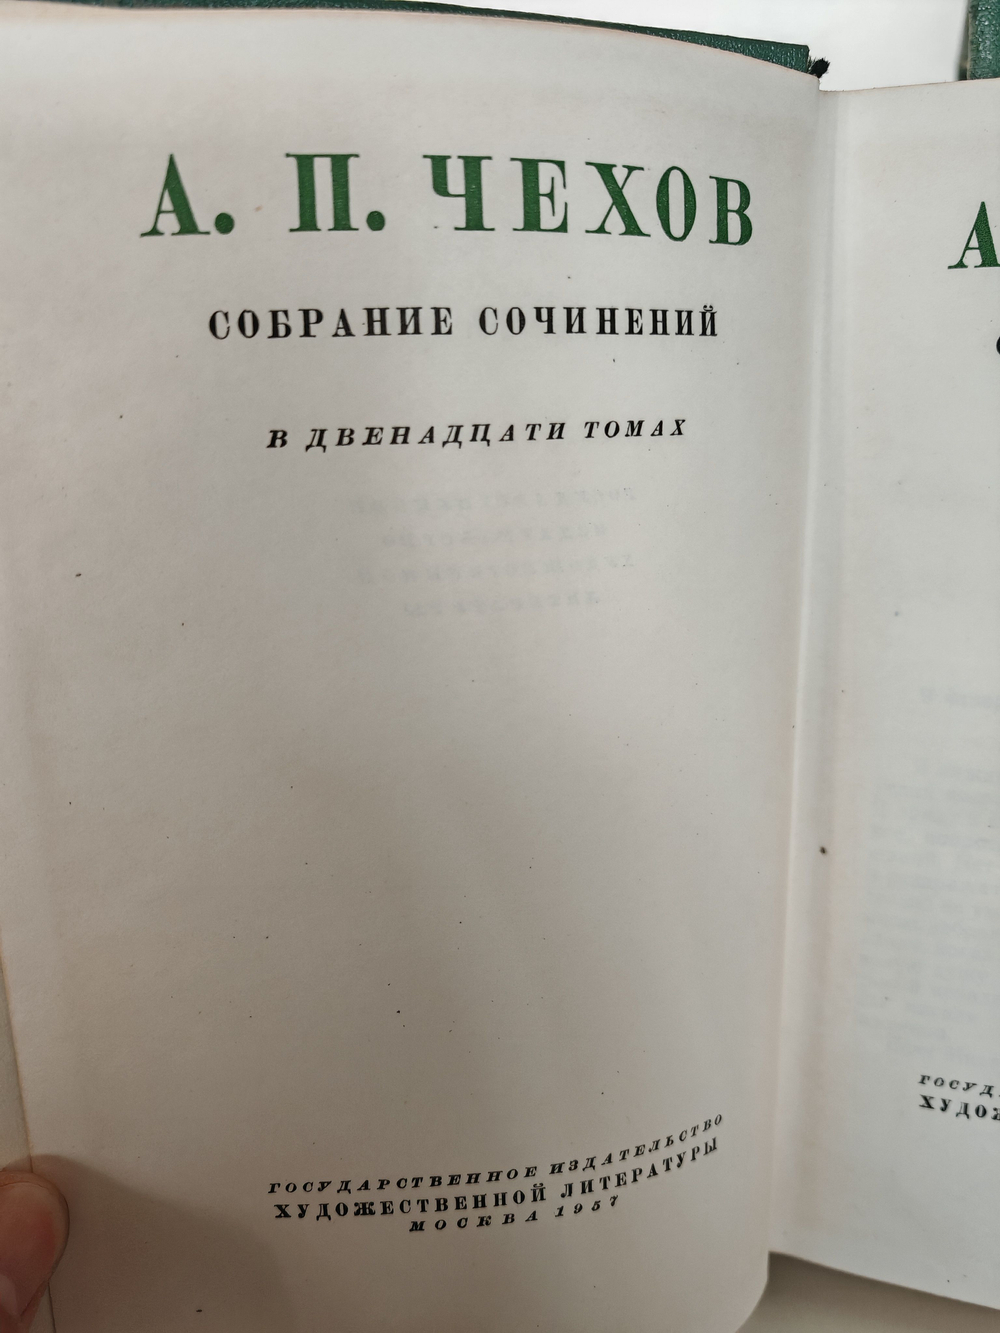 А. П. ЧЕХОВ
СОБРАНИЕ СОЧИНЕНИЙ
В ДВЕНАДЦАТИ ТОМАХ
ГОСУДАРСТВЕННОЕ ИЗДАТЕЛЬСТВО
ХУДОЖЕСТВЕННОЙ ЛИТЕРАТУРЫ
МОСКВА 1957
А